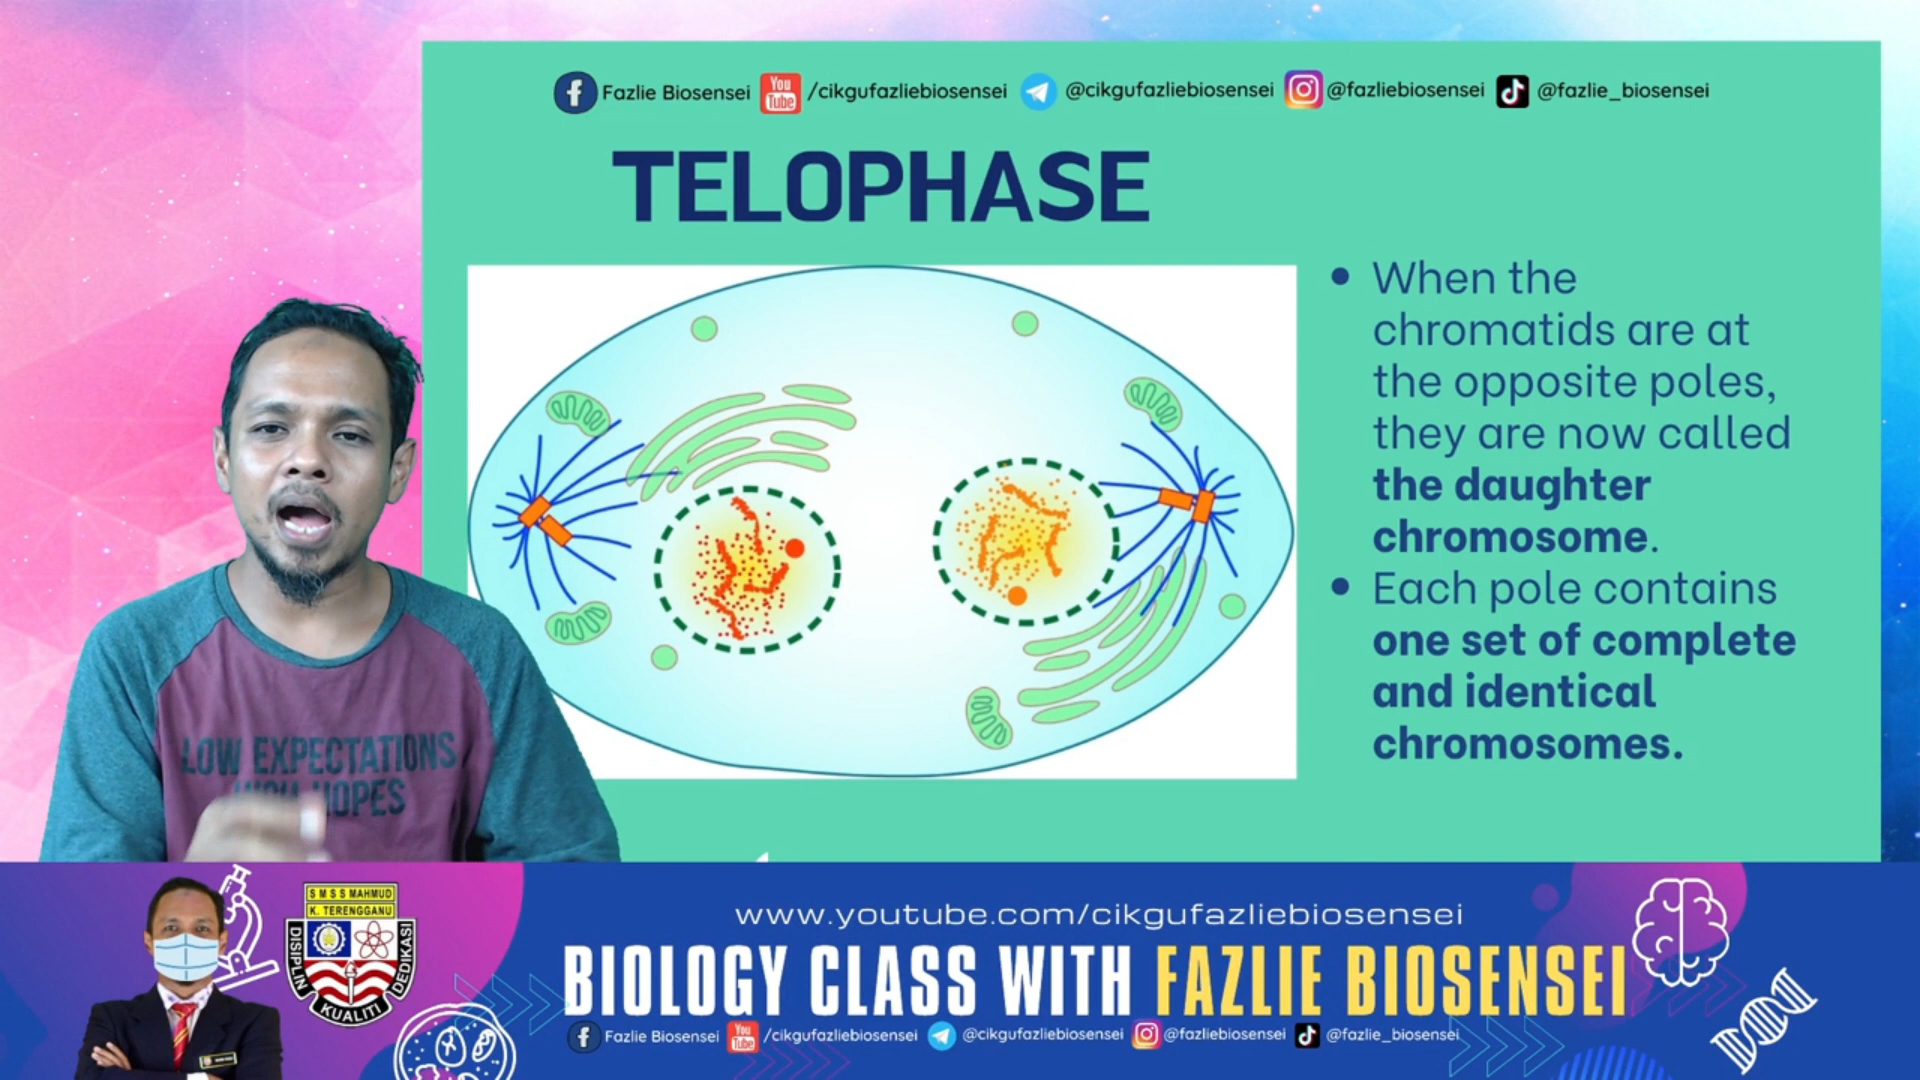 Fazlie Biosensei You Tube /cikgufazliebiosensei @cikgufazliebiosensei @fazliebiosensei @fazlie_biosensei
TELOPHASE
When the
chromatids are at
the opposite poles,
they are now called
the daughter
chromosome.
Each pole contains
one set of complete
and identical
chromosomes.
LOW EXPECTATIONS
HIGH HOPES
S M S S MAHMUD
K. TERENGGANU
DISIPLIN
DEDIKASI
KUALITI
www.youtube.com/cikgufazliebiosensei
BIOLOGY CLASS WITH FAZLIE BIOSENSEI
Fazlie Biosensei You Tube /cikgufazliebiosensei @cikgufazliebiosensei @fazliebiosensei @fazlie_biosensei